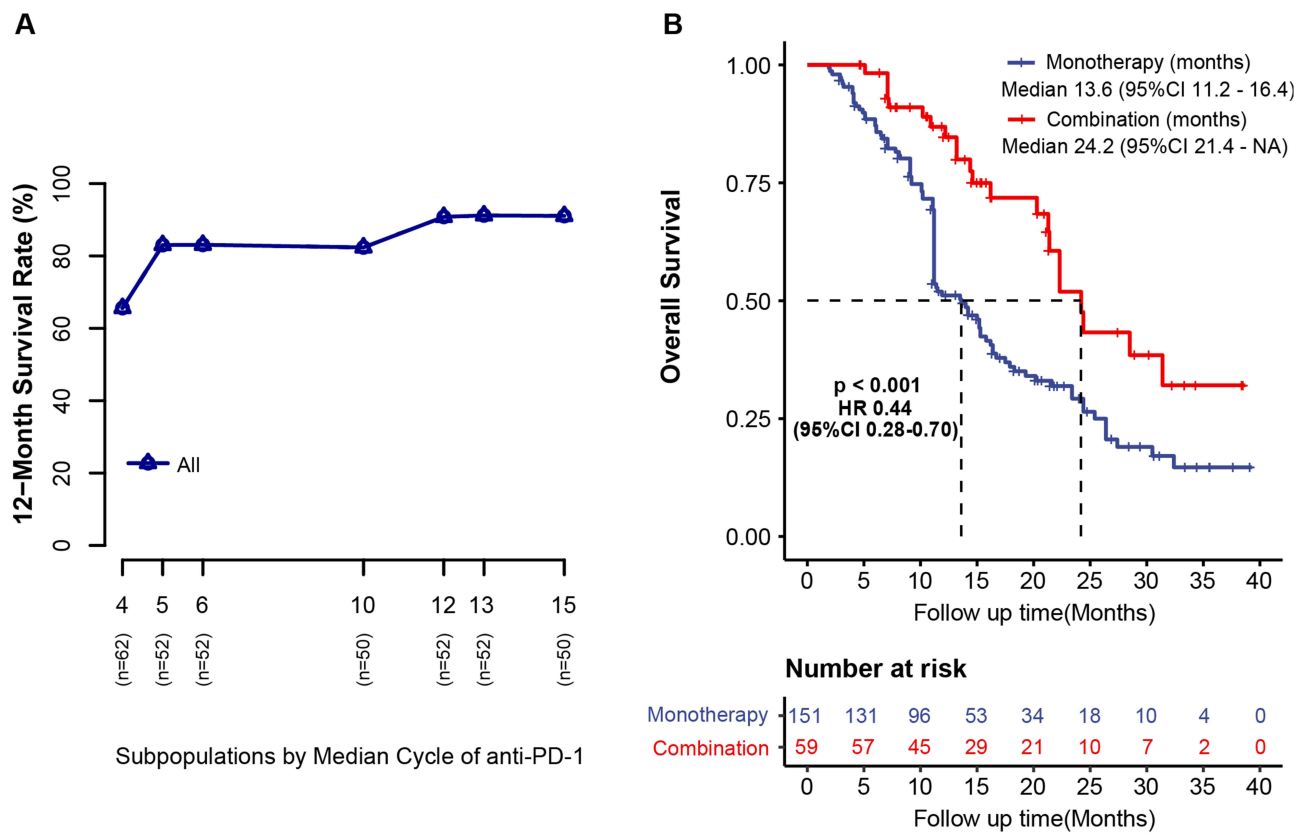 A
12−Month Survival Rate (%)
100
80
60
40
20
0
All
4 5 6 10 12 13 15
(n=62) (n=52) (n=52) (n=50) (n=52) (n=52) (n=50)
Subpopulations by Median Cycle of anti-PD-1
B
Overall Survival
1.00
0.75
0.50
0.25
0.00
Monotherapy (months)
Median 13.6 (95%CI 11.2 - 16.4)
Combination (months)
Median 24.2 (95%CI 21.4 - NA)
p < 0.001
HR 0.44
(95%CI 0.28-0.70)
0 5 10 15 20 25 30 35 40
Follow up time(Months)
Number at risk
Monotherapy 151 131 96 53 34 18 10 4 0
Combination 59 57 45 29 21 10 7 2 0
0 5 10 15 20 25 30 35 40
Follow up time(Months)